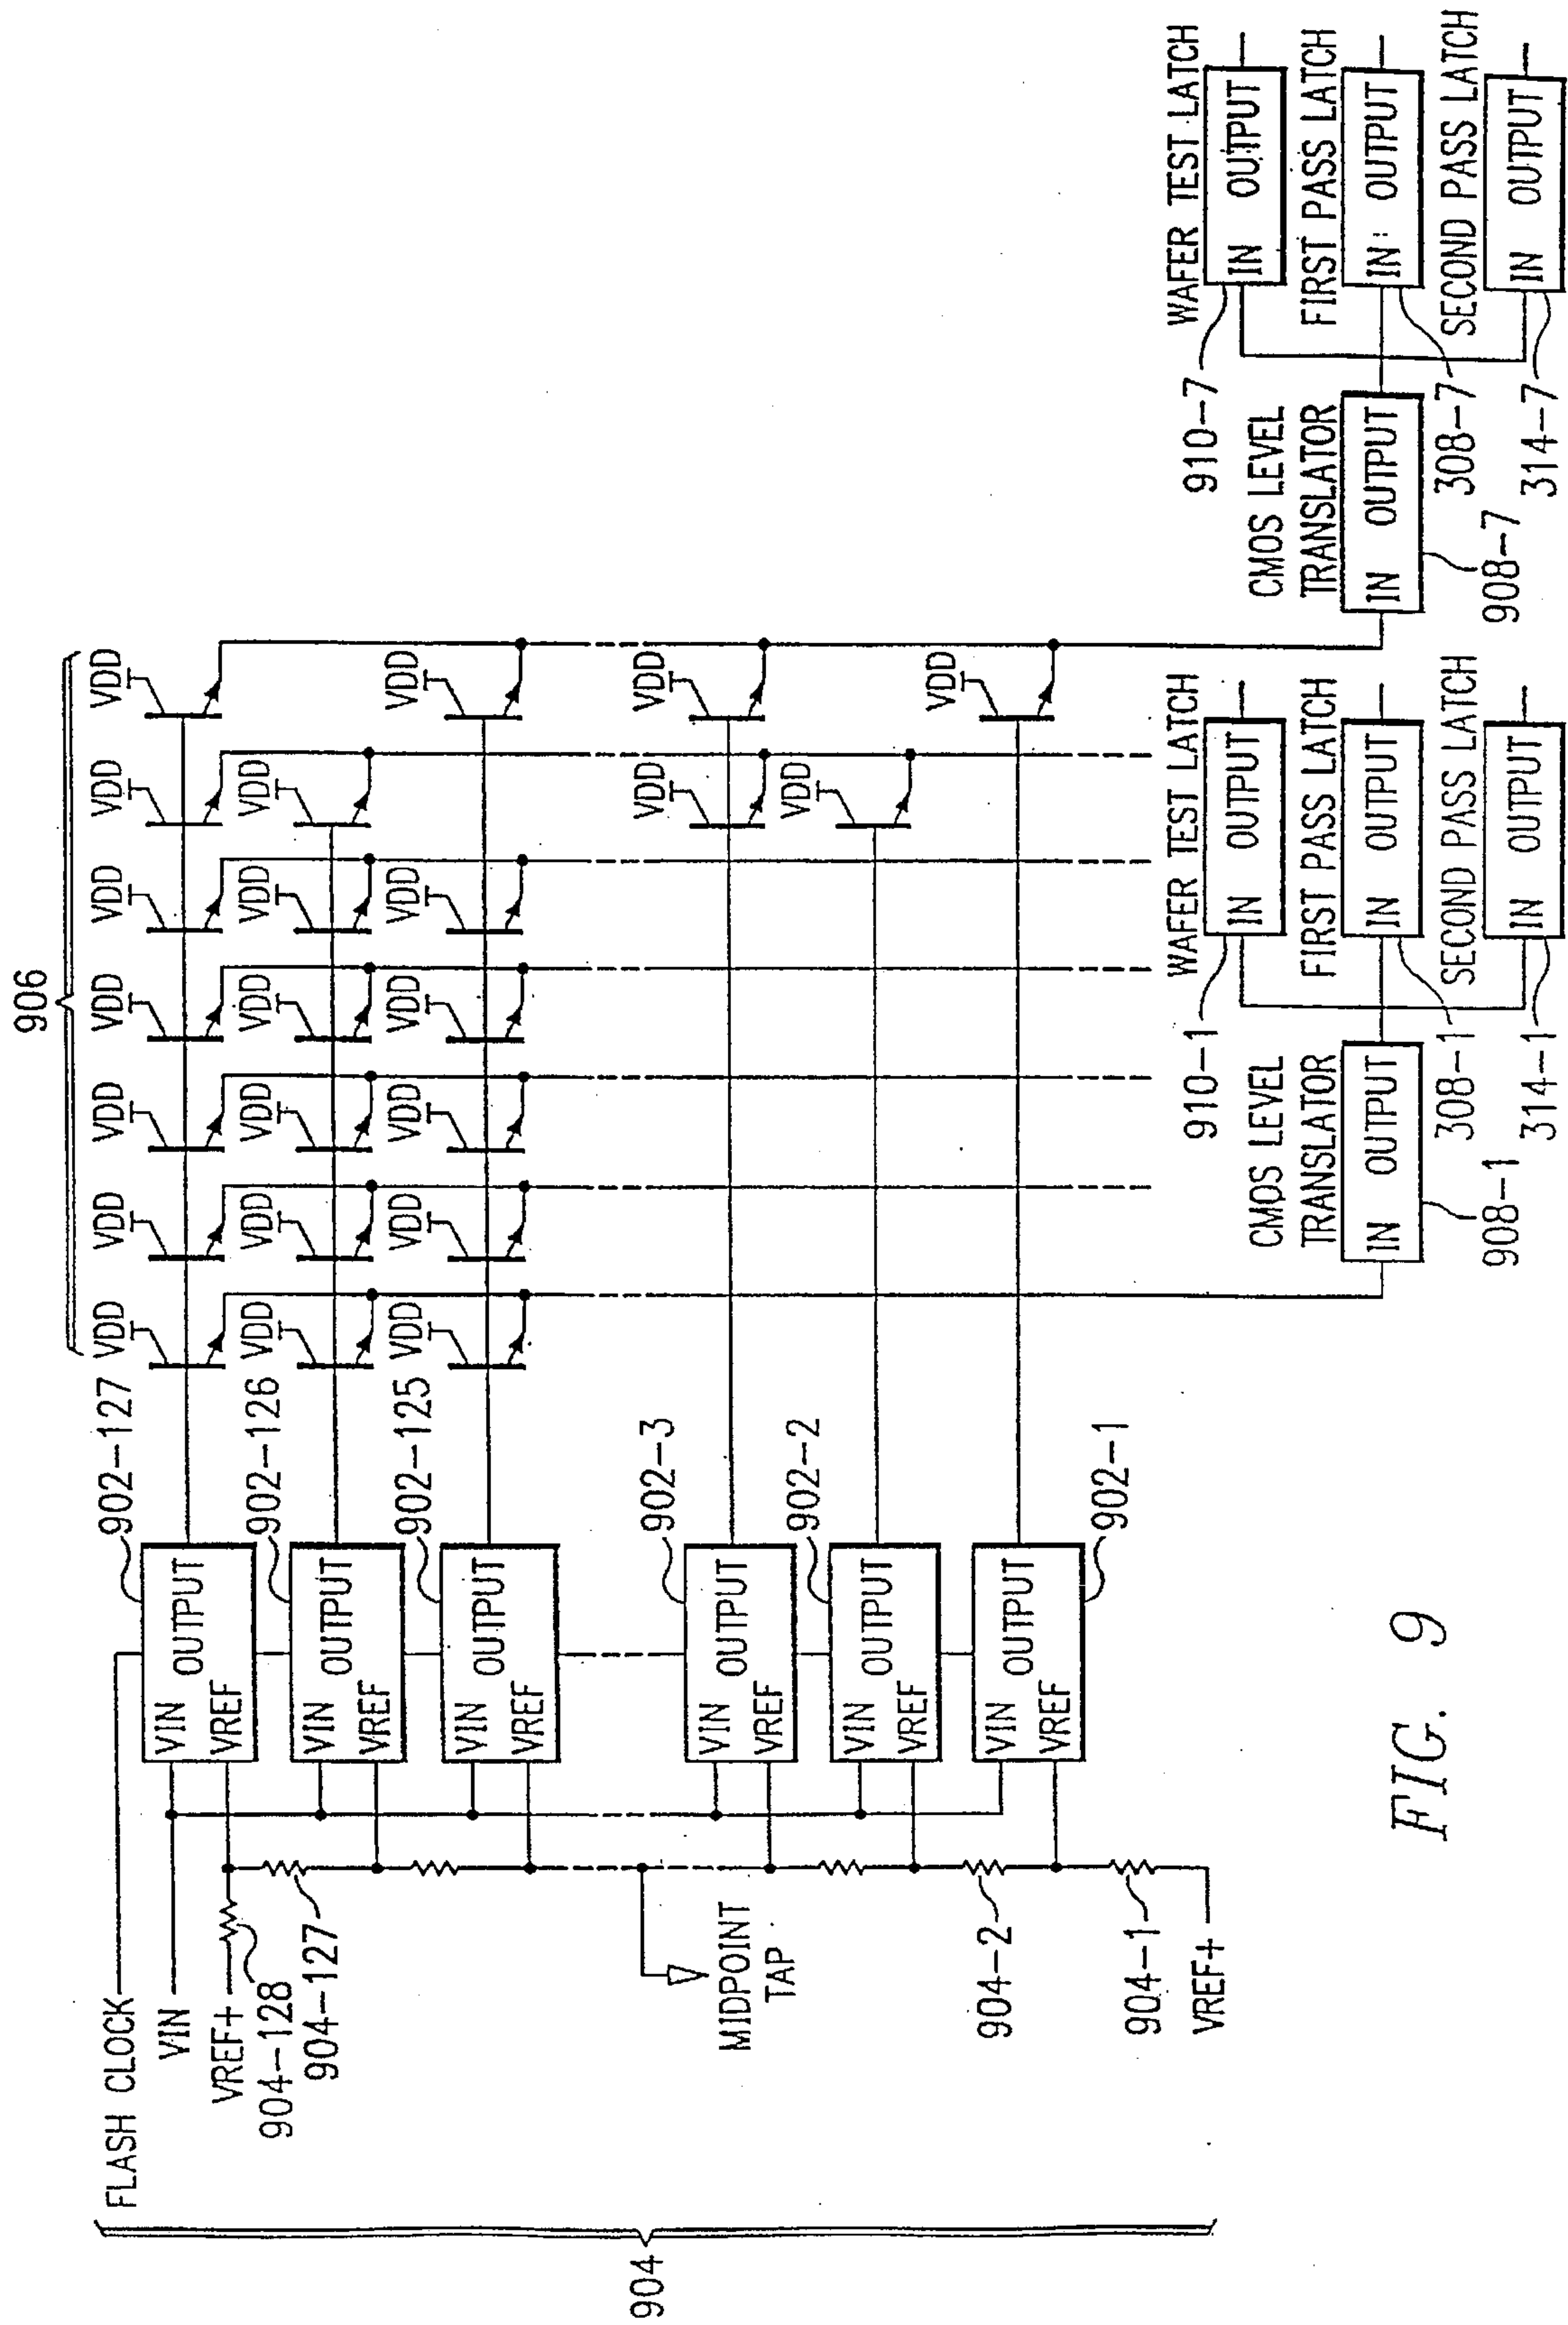 FLASH CLOCK
VIN
VREF+
904-128
904-127
904
MIDPOINT
TAP
904-2
904-1
VREF+
902-127
VIN
OUTPUT
VREF
902-126
VIN
OUTPUT
VREF
902-125
VIN
OUTPUT
VREF
902-3
VIN
OUTPUT
VREF
902-2
VIN
OUTPUT
VREF
902-1
VIN
OUTPUT
VREF
906
VDD VDD VDD VDD VDD VDD VDD
VDD VDD VDD VDD VDD VDD
VDD VDD VDD VDD VDD VDD
VDD VDD
VDD
VDD
CMOS LEVEL
TRANSLATOR
IN OUTPUT
908-1
910-1
WAFER TEST LATCH
IN OUTPUT
FIRST PASS LATCH
IN OUTPUT
308-1
SECOND PASS LATCH
IN OUTPUT
314-1
CMOS LEVEL
TRANSLATOR
IN OUTPUT
908-7
910-7
WAFER TEST LATCH
IN OUTPUT
FIRST PASS LATCH
IN OUTPUT
308-7
SECOND PASS LATCH
IN OUTPUT
314-7
FIG. 9